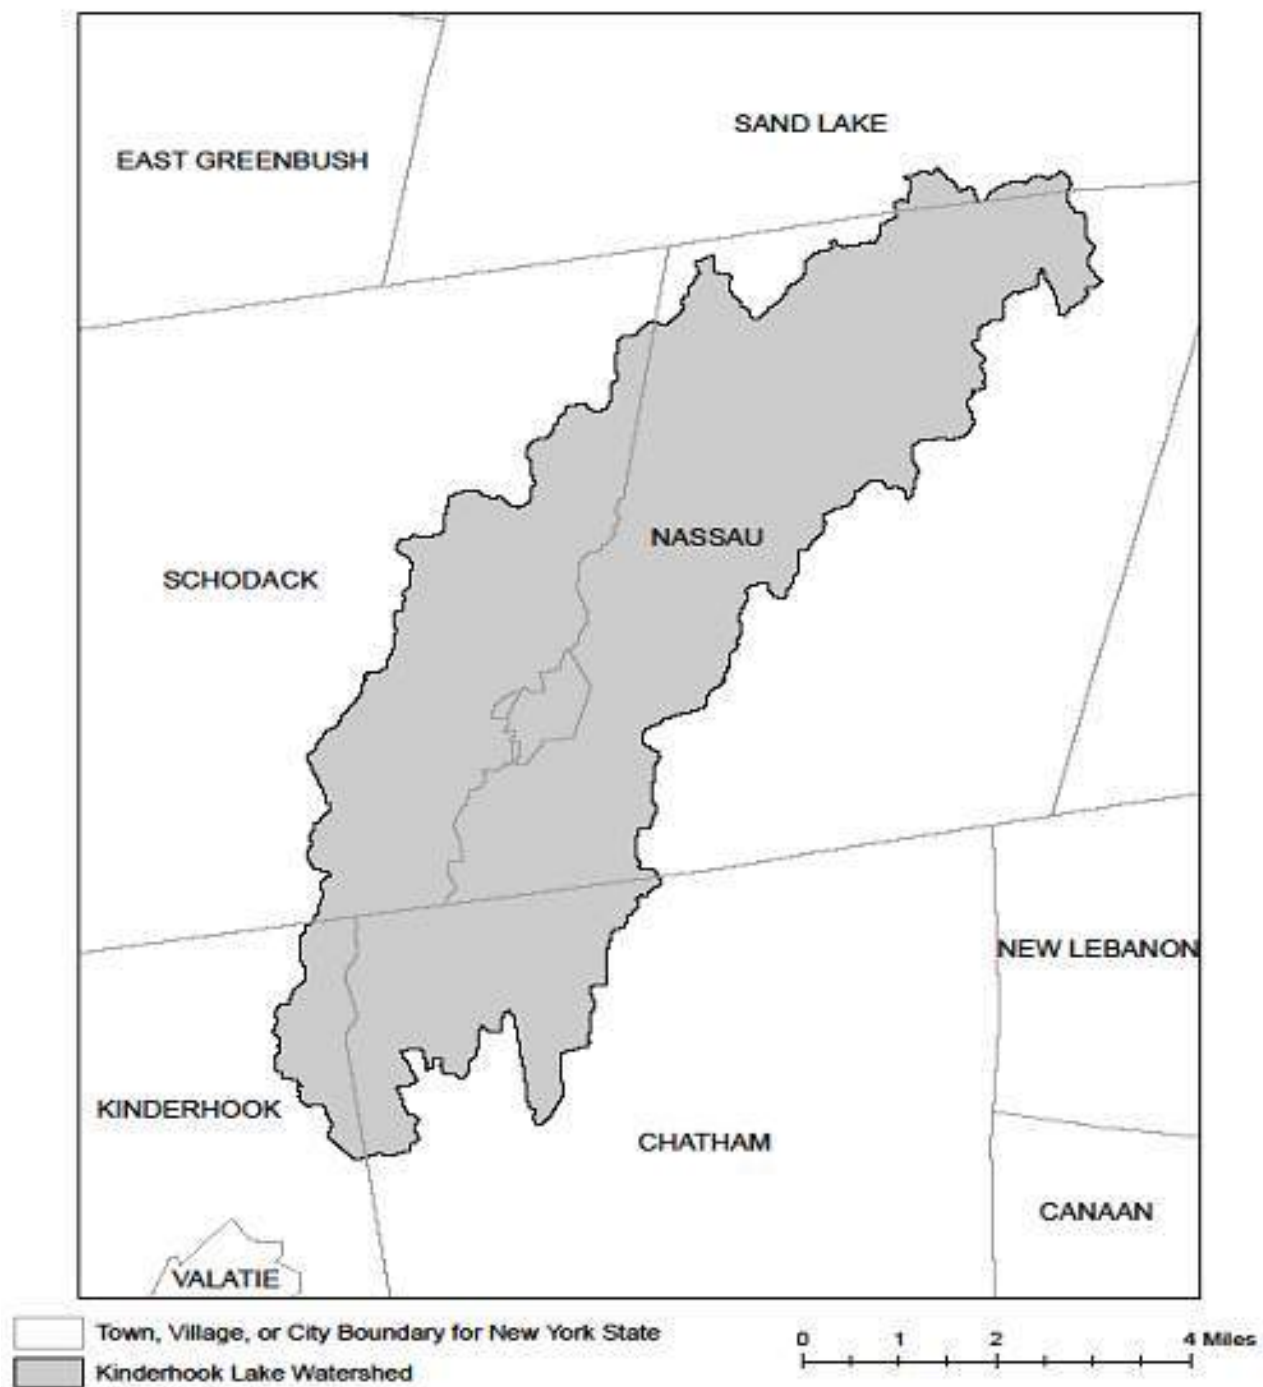 SAND LAKE
EAST GREENBUSH
NASSAU
SCHODACK
NEW LEBANON
KINDERHOOK
CHATHAM
CANAAN
VALATIE
Town, Village, or City Boundary for New York State
Kinderhook Lake Watershed
0 1 2 4 Miles